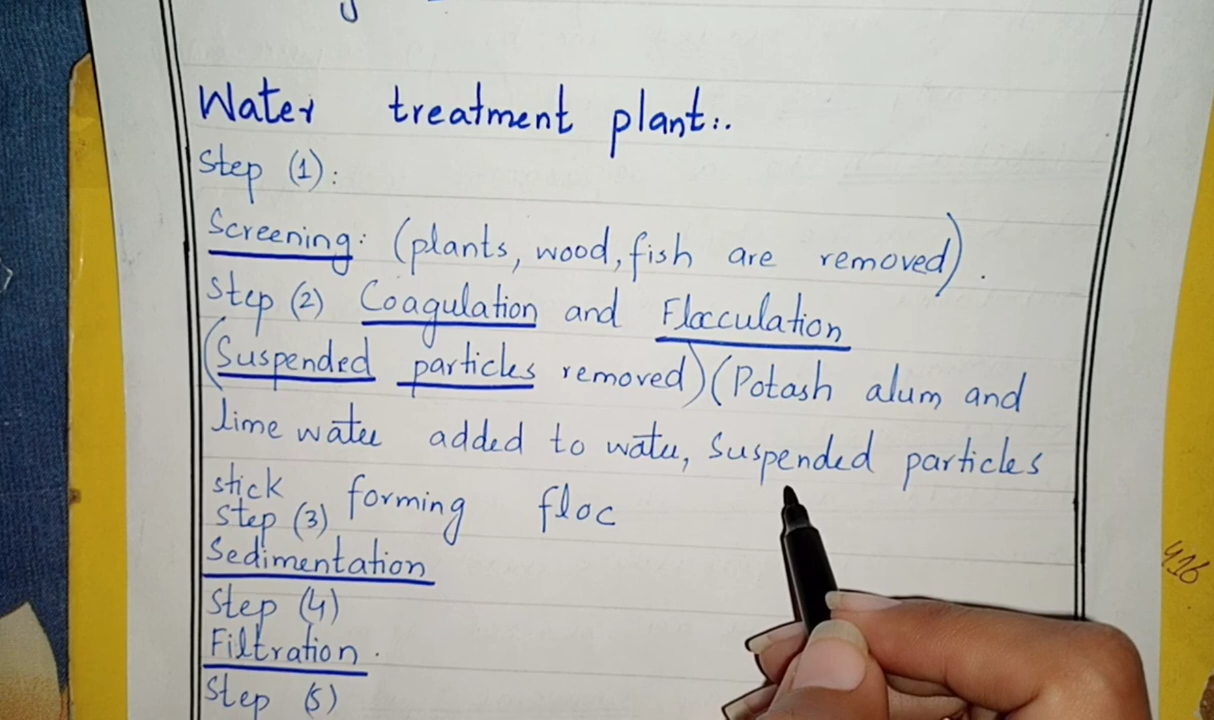 Water treatment plant:.
Step (1):
Screening: (plants, wood, fish are removed).
Step (2) Coagulation and Flocculation
(Suspended particles removed) (Potash alum and
lime water added to water, Suspended particles
stick forming floc
Step (3)
Sedimentation
Step (4)
Filtration.
Step (5)
416